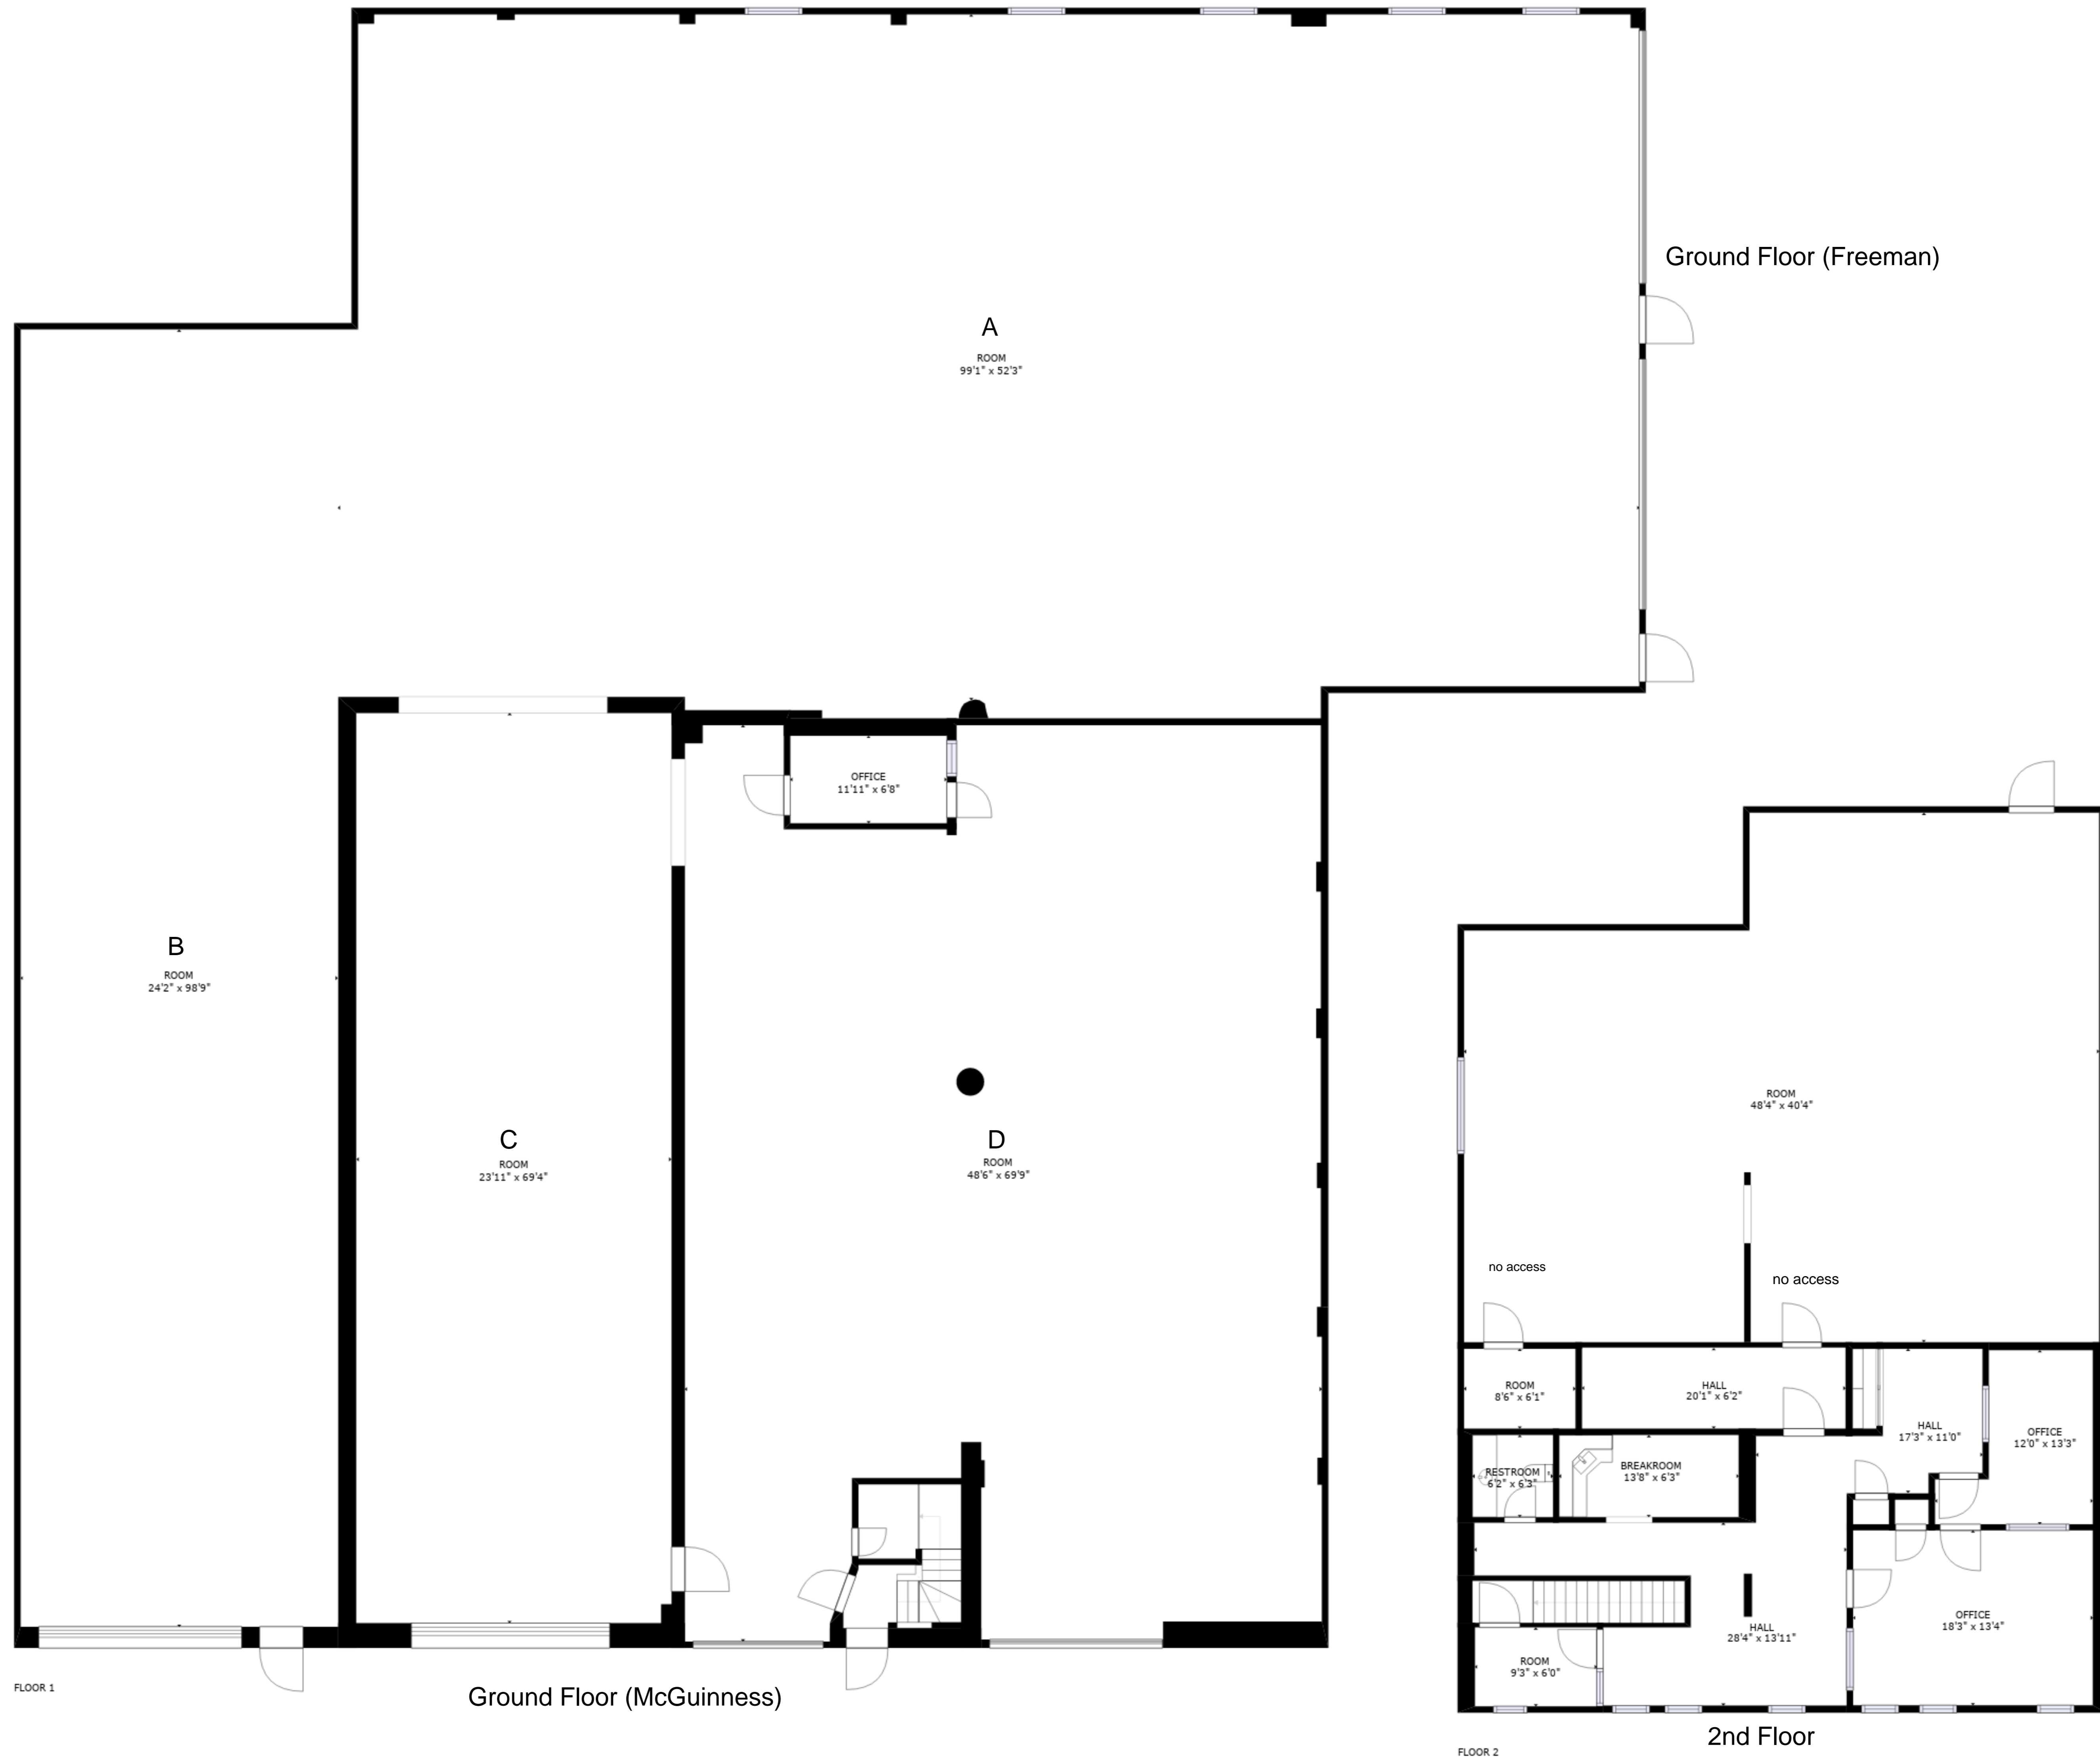 Ground Floor (Freeman)
A
ROOM
99'1" x 52'3"
OFFICE
11'11" x 6'8"
B
ROOM
24'2" x 98'9"
C
ROOM
23'11" x 69'4"
D
ROOM
48'6" x 69'9"
FLOOR 1
Ground Floor (McGuinness)
ROOM
48'4" x 40'4"
no access
no access
ROOM
8'6" x 6'1"
HALL
20'1" x 6'2"
HALL
17'3" x 11'0"
OFFICE
12'0" x 13'3"
RESTROOM
6'2" x 6'3"
BREAKROOM
13'8" x 6'3"
HALL
28'4" x 13'11"
OFFICE
18'3" x 13'4"
ROOM
9'3" x 6'0"
2nd Floor
FLOOR 2